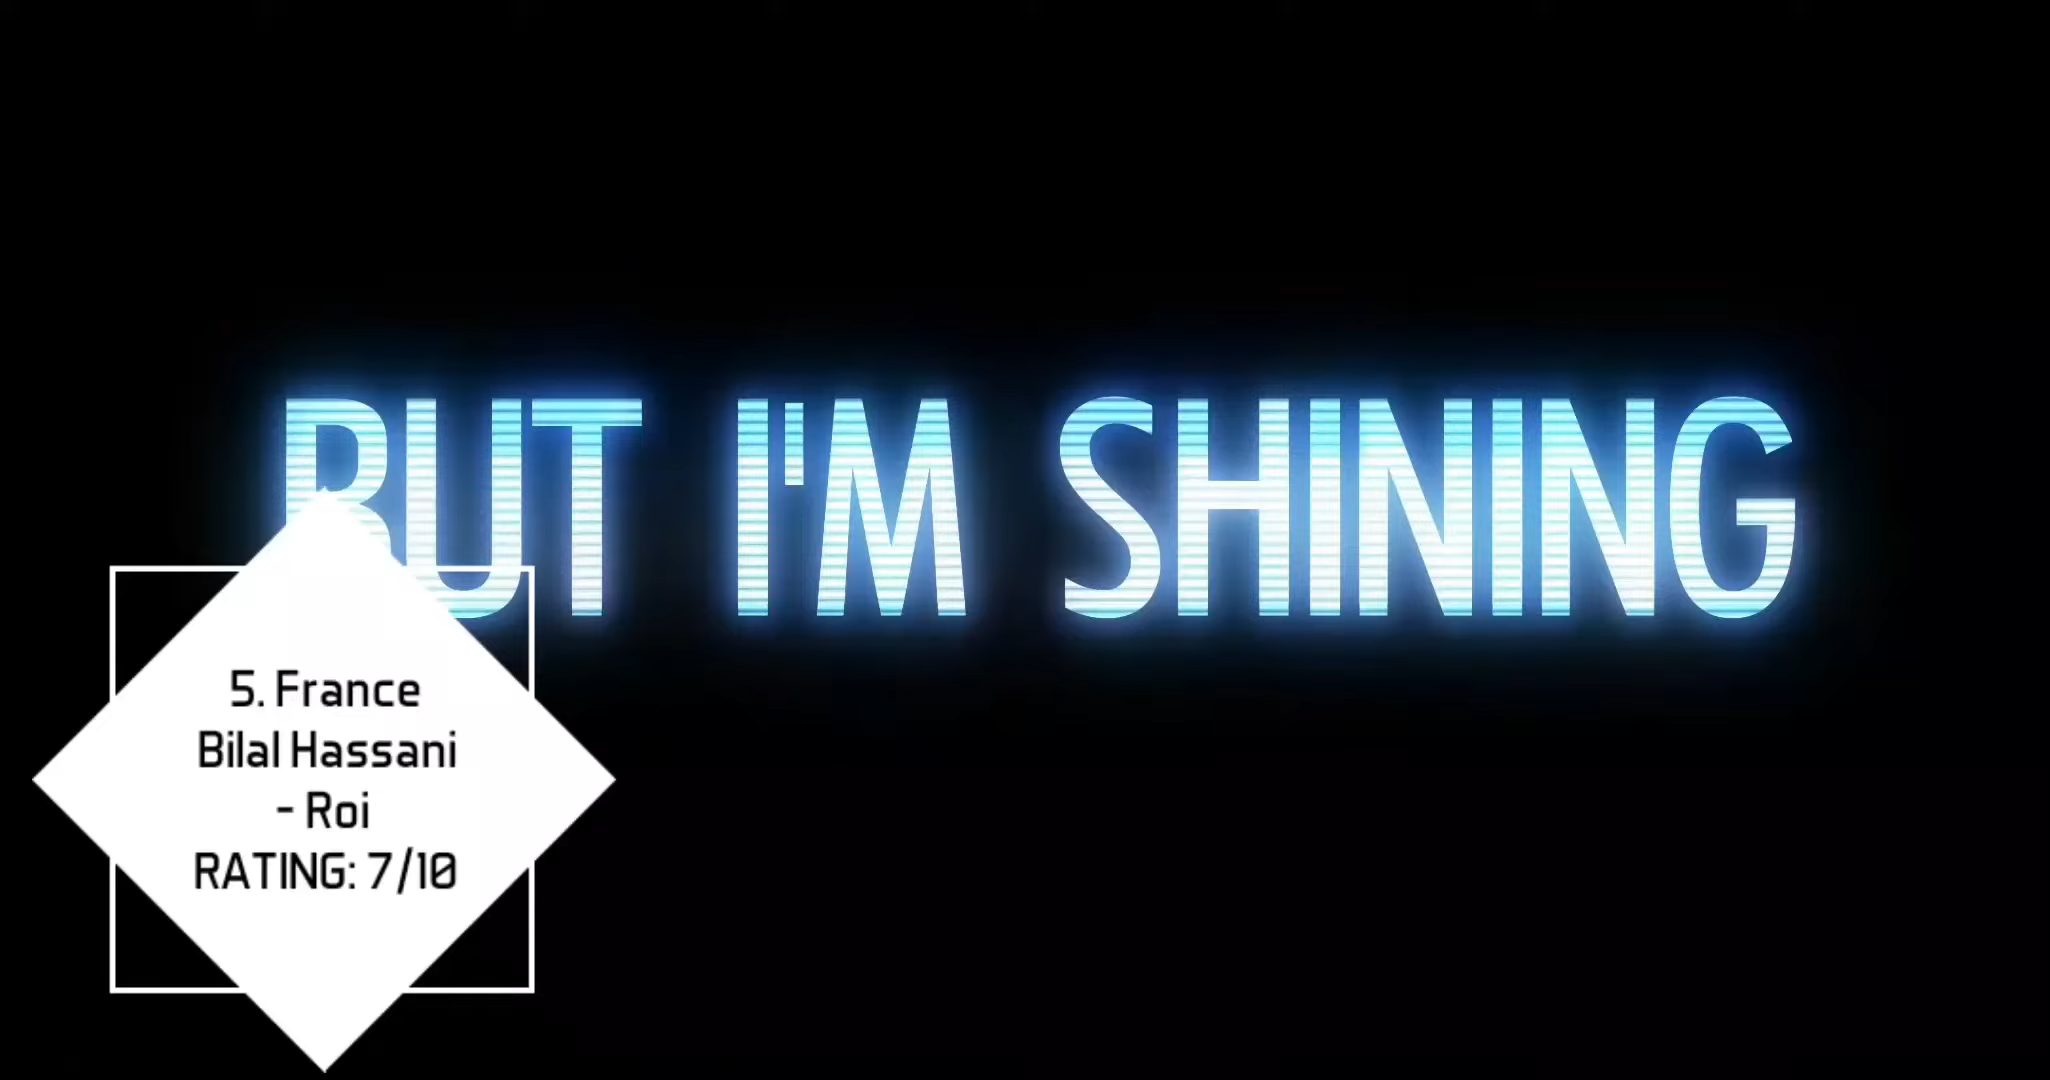 BUT I'M SHINING
5. France
Bilal Hassani
- Roi
RATING: 7/10